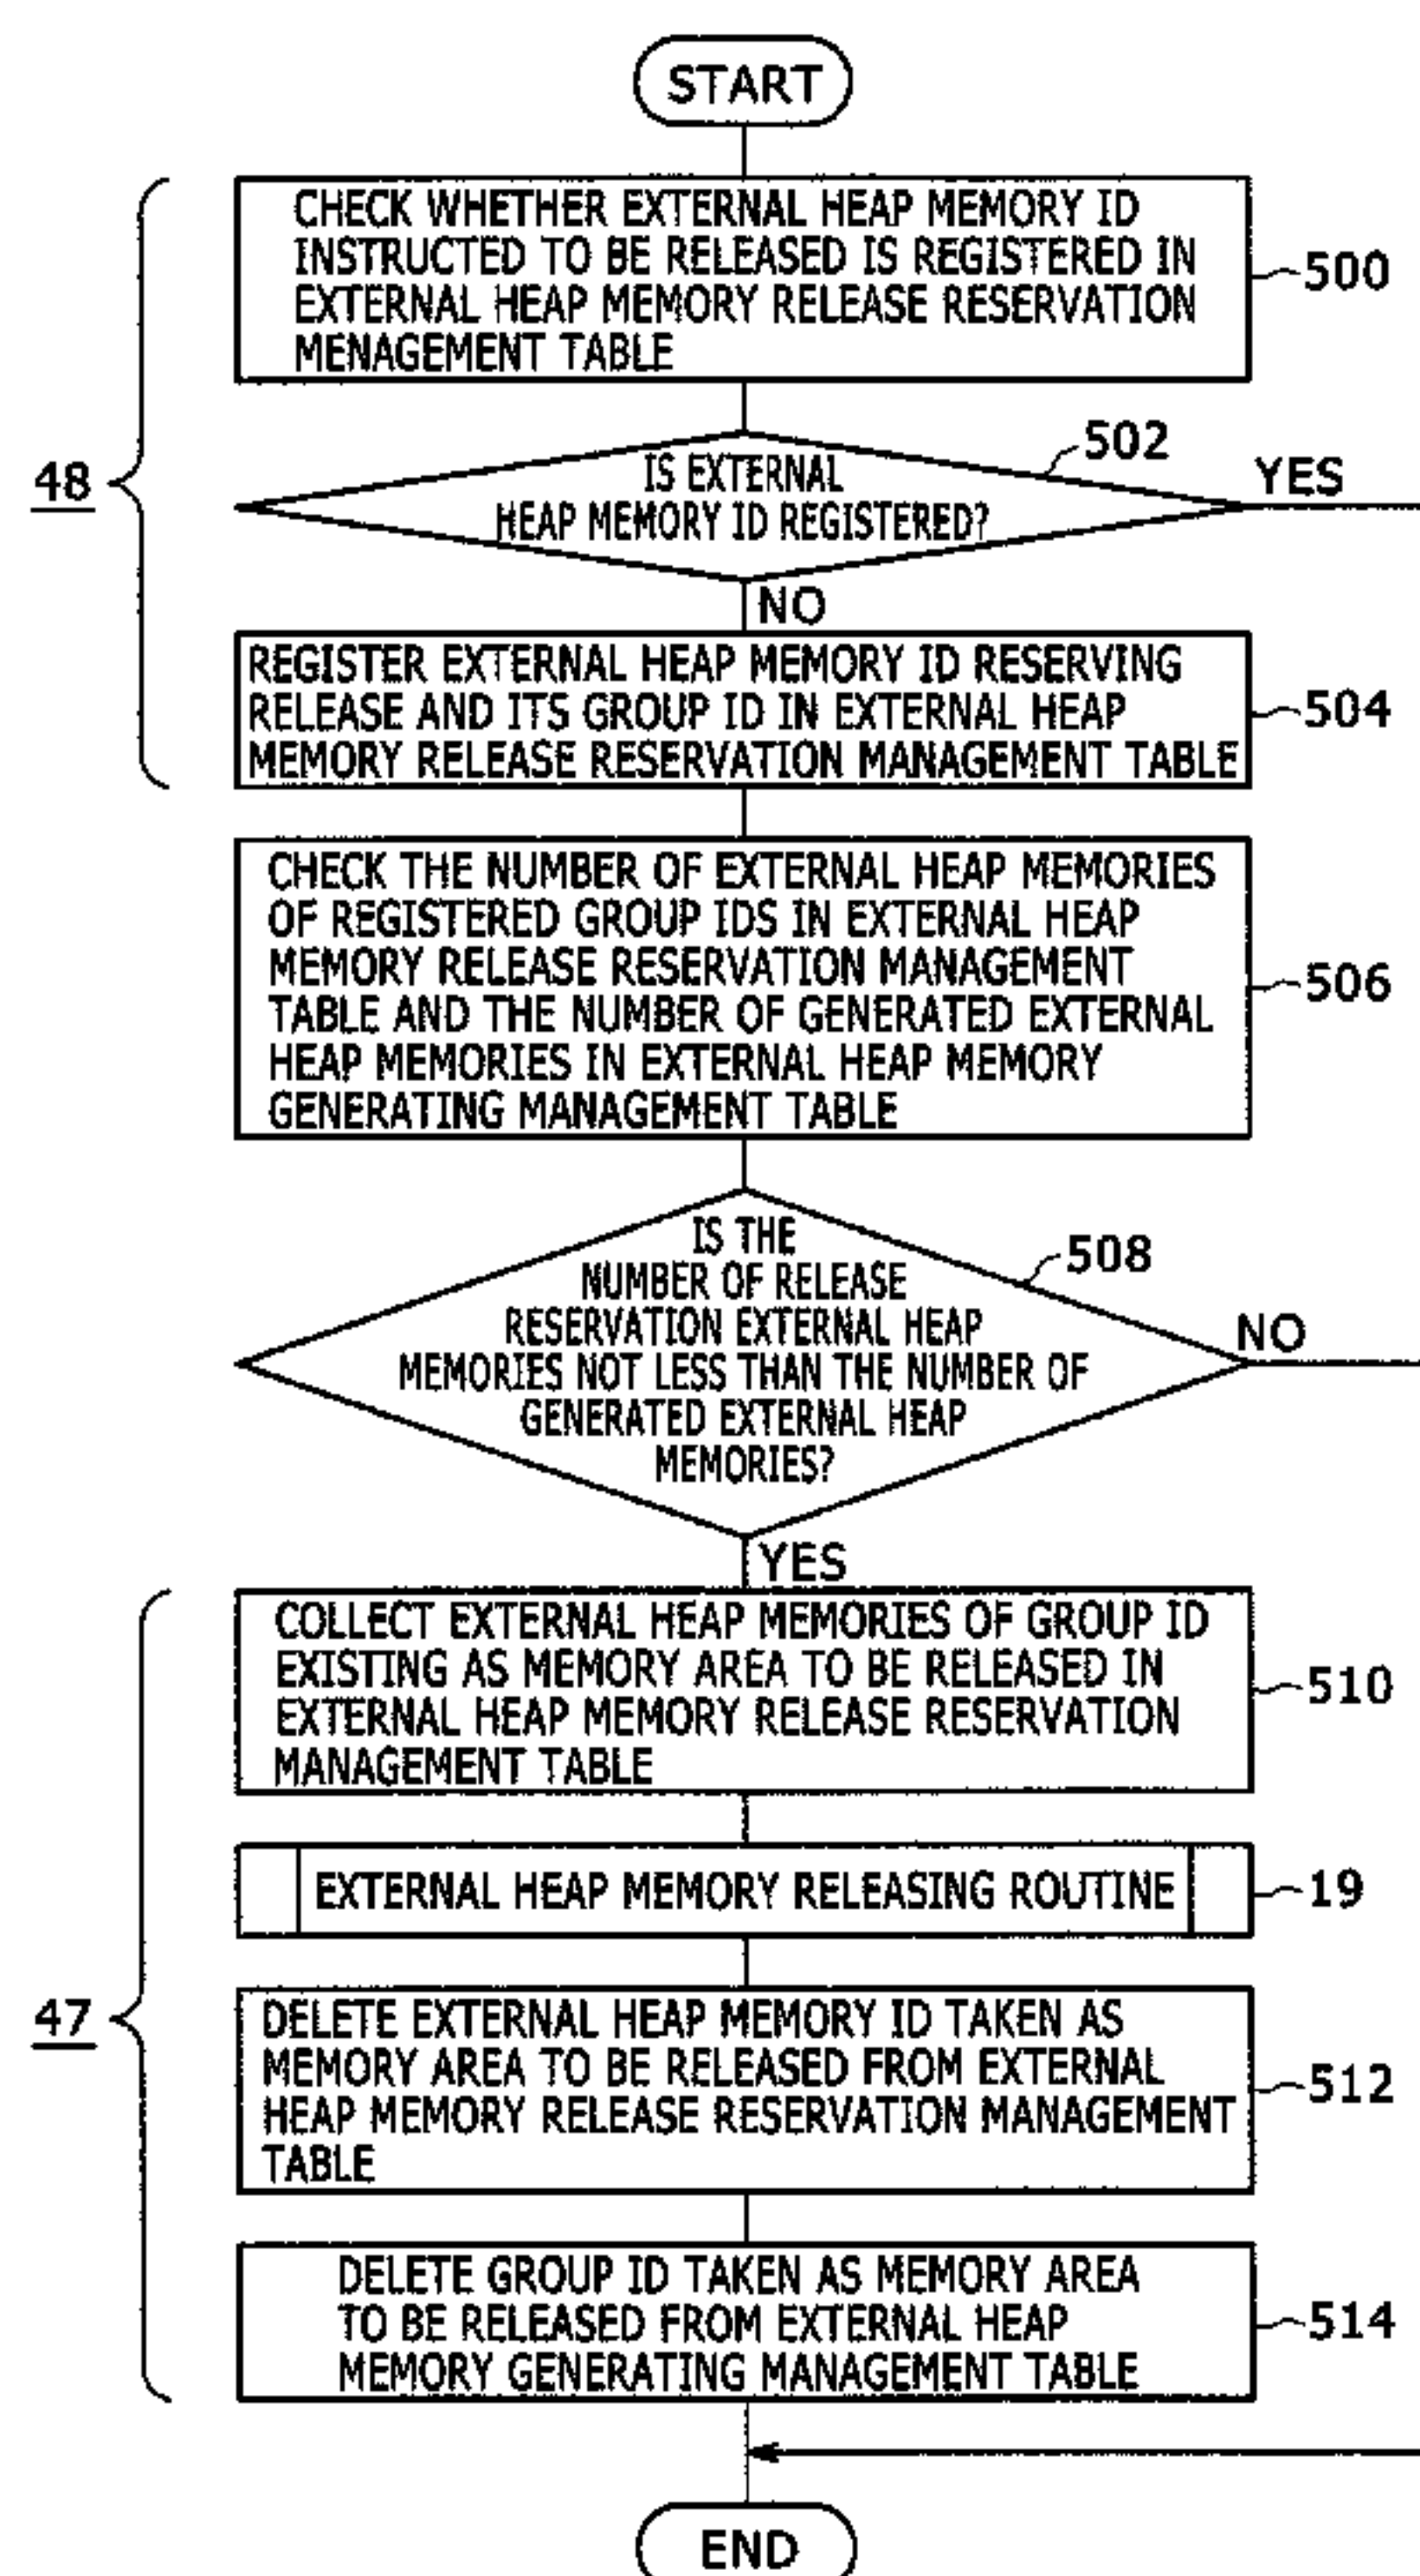 START
CHECK WHETHER EXTERNAL HEAP MEMORY ID
INSTRUCTED TO BE RELEASED IS REGISTERED IN
EXTERNAL HEAP MEMORY RELEASE RESERVATION
MENAGEMENT TABLE
500
48
502
IS EXTERNAL
HEAP MEMORY ID REGISTERED?
YES
NO
REGISTER EXTERNAL HEAP MEMORY ID RESERVING
RELEASE AND ITS GROUP ID IN EXTERNAL HEAP
MEMORY RELEASE RESERVATION MANAGEMENT TABLE
504
CHECK THE NUMBER OF EXTERNAL HEAP MEMORIES
OF REGISTERED GROUP IDS IN EXTERNAL HEAP
MEMORY RELEASE RESERVATION MANAGEMENT
TABLE AND THE NUMBER OF GENERATED EXTERNAL
HEAP MEMORIES IN EXTERNAL HEAP MEMORY
GENERATING MANAGEMENT TABLE
506
IS THE
NUMBER OF RELEASE
RESERVATION EXTERNAL HEAP
MEMORIES NOT LESS THAN THE NUMBER OF
GENERATED EXTERNAL HEAP
MEMORIES?
508
NO
YES
COLLECT EXTERNAL HEAP MEMORIES OF GROUP ID
EXISTING AS MEMORY AREA TO BE RELEASED IN
EXTERNAL HEAP MEMORY RELEASE RESERVATION
MANAGEMENT TABLE
510
EXTERNAL HEAP MEMORY RELEASING ROUTINE
19
47
DELETE EXTERNAL HEAP MEMORY ID TAKEN AS
MEMORY AREA TO BE RELEASED FROM EXTERNAL
HEAP MEMORY RELEASE RESERVATION MANAGEMENT
TABLE
512
DELETE GROUP ID TAKEN AS MEMORY AREA
TO BE RELEASED FROM EXTERNAL HEAP
MEMORY GENERATING MANAGEMENT TABLE
514
END